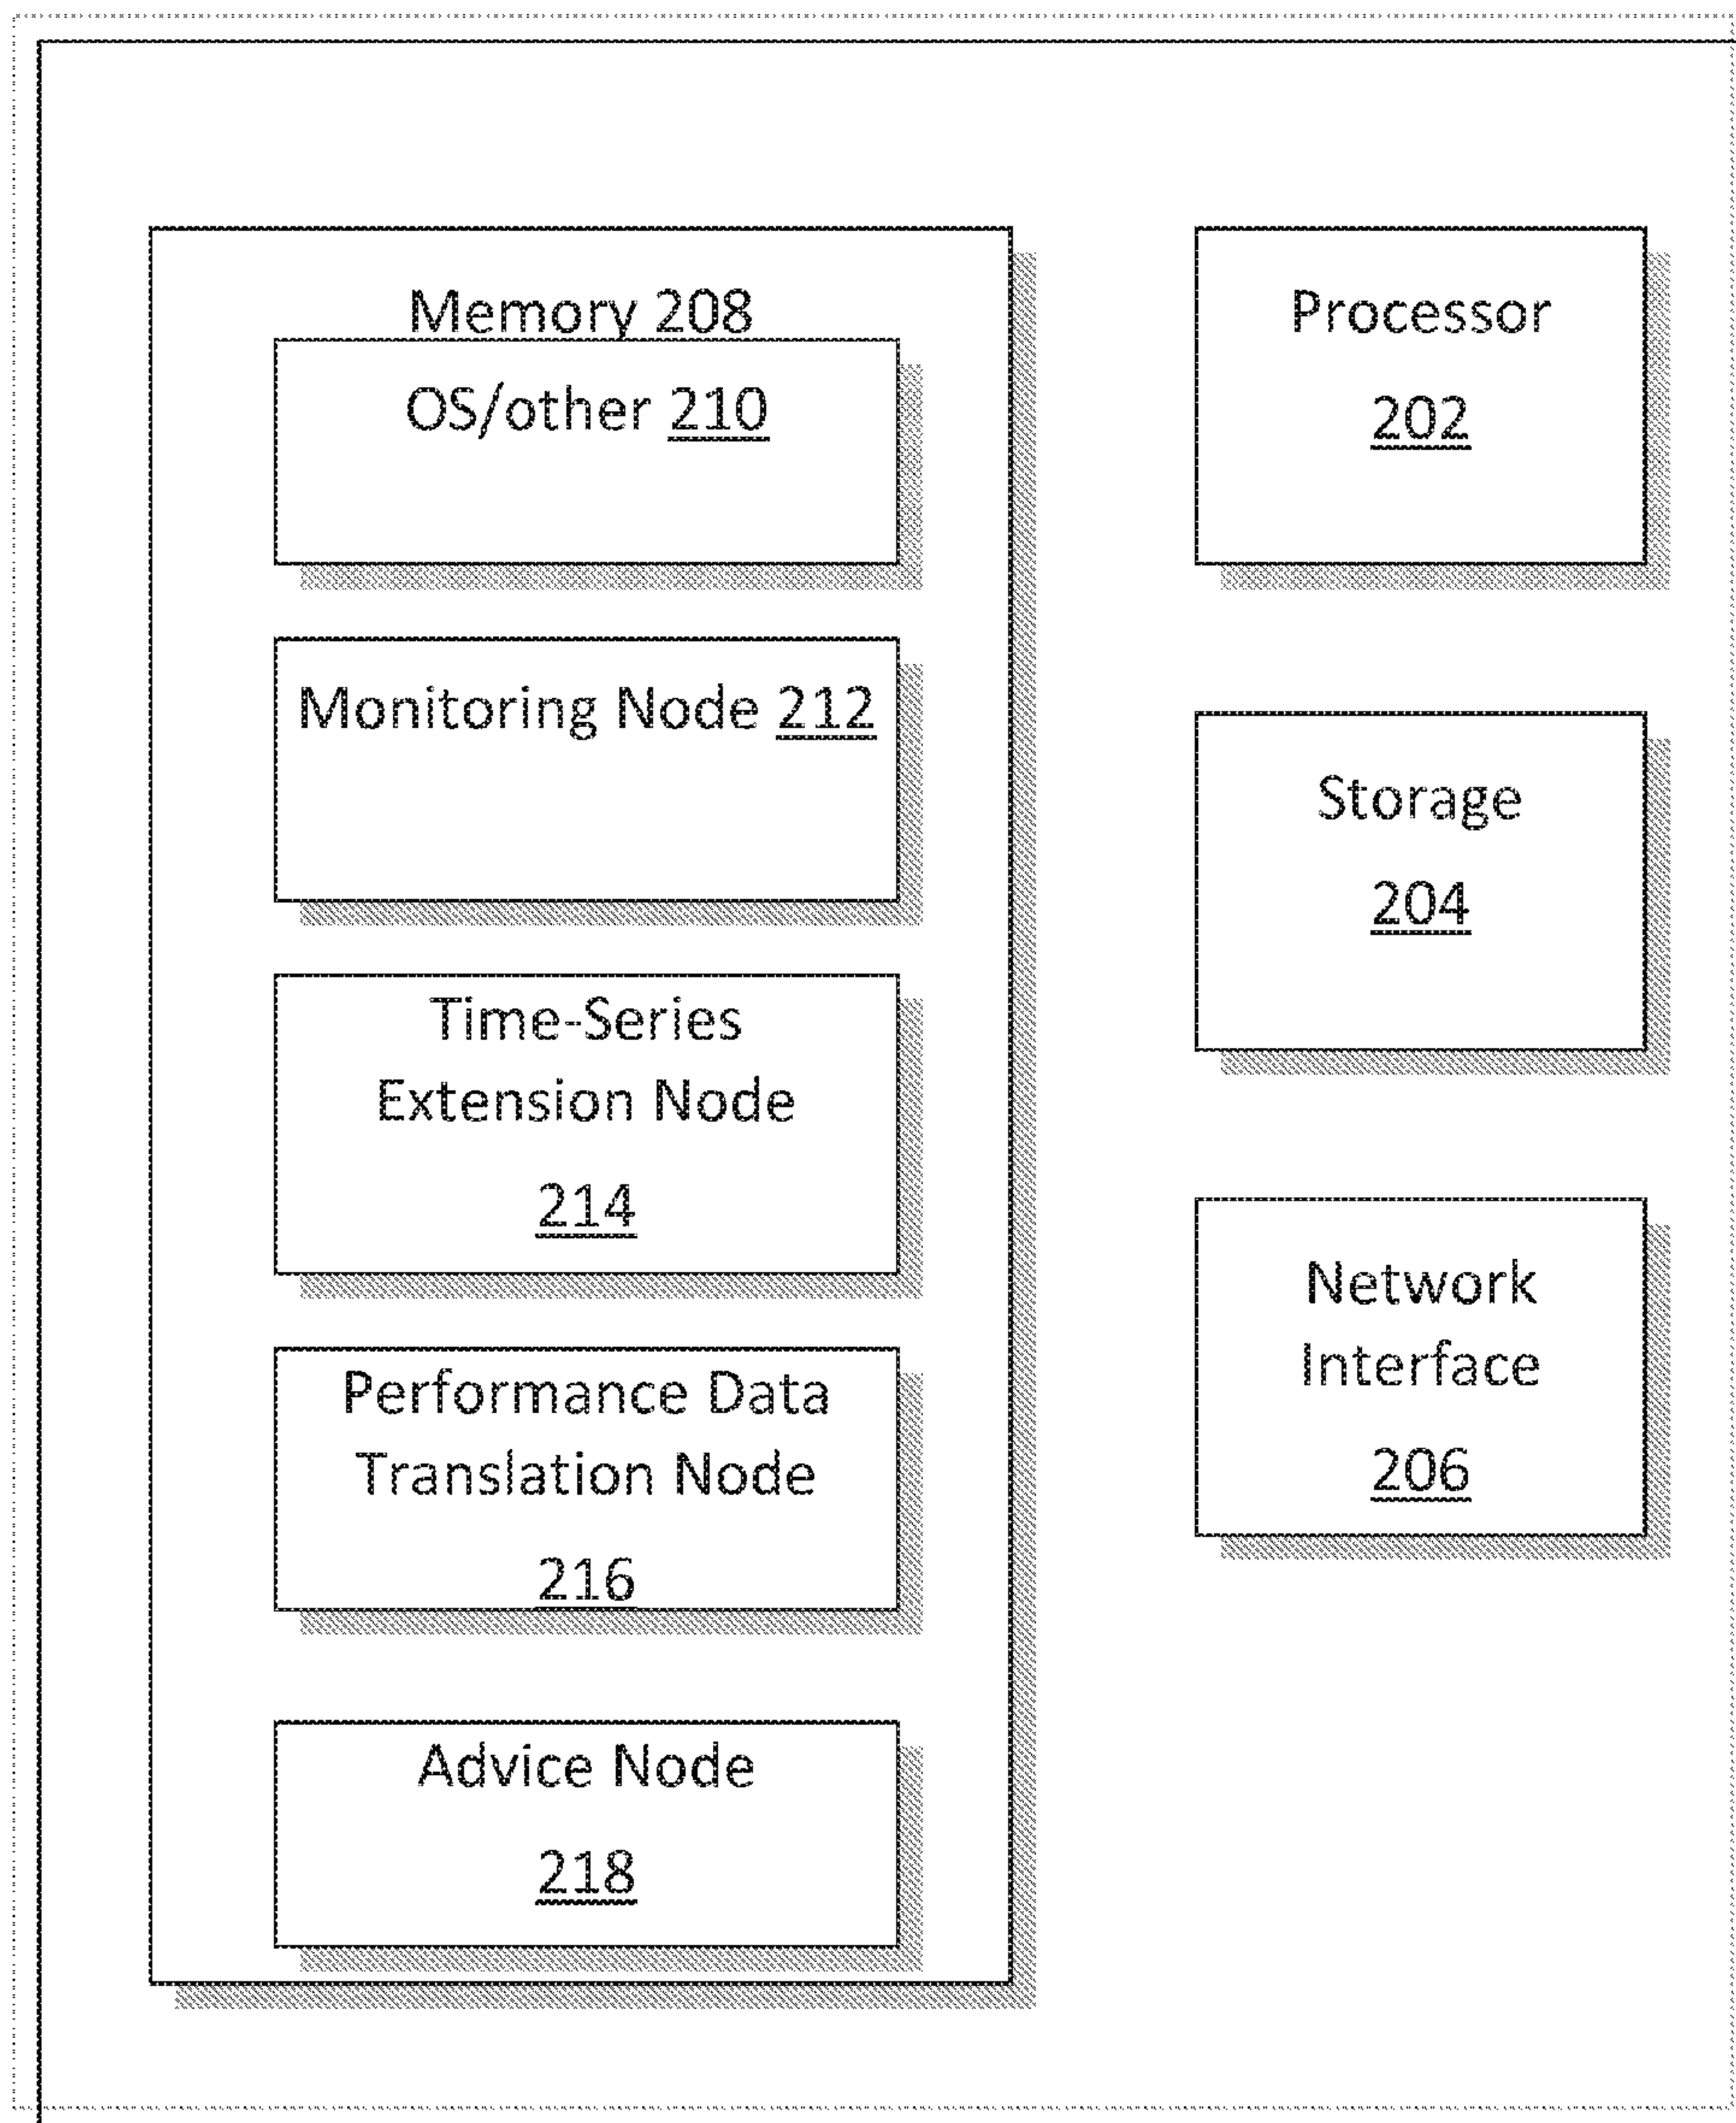 Memory 208
OS/other 210
Monitoring Node 212
Time-Series
Extension Node
214
Performance Data
Translation Node
216
Advice Node
218
Processor
202
Storage
204
Network
Interface
206